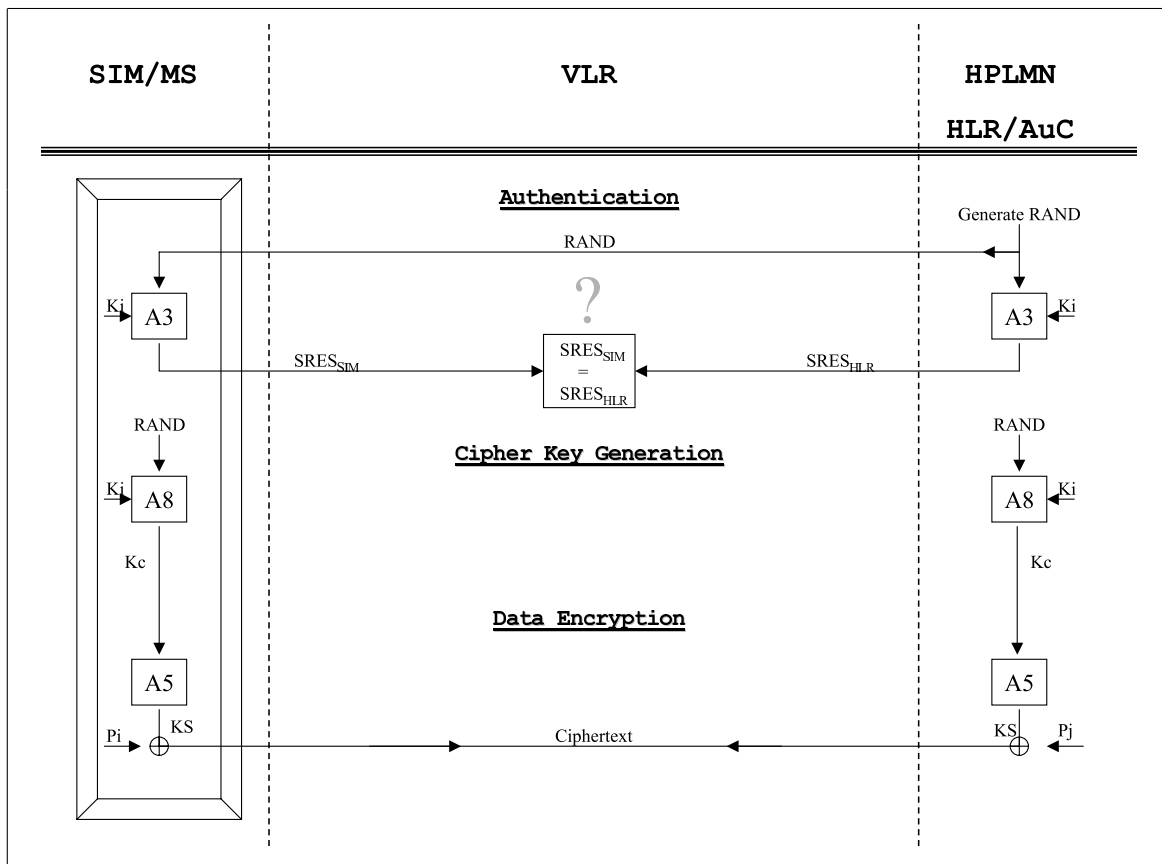 SIM/MS
VLR
HPLMN
HLR/AuC
Authentication
Generate RAND
RAND
?
Ki
A3
A3
Ki
SRESSIM
SRESSIM
=
SRESHLR
SRESHLR
RAND
RAND
Cipher Key Generation
Ki
A8
A8
Ki
Kc
Kc
Data Encryption
A5
A5
KS
KS
Pi
Ciphertext
Pj